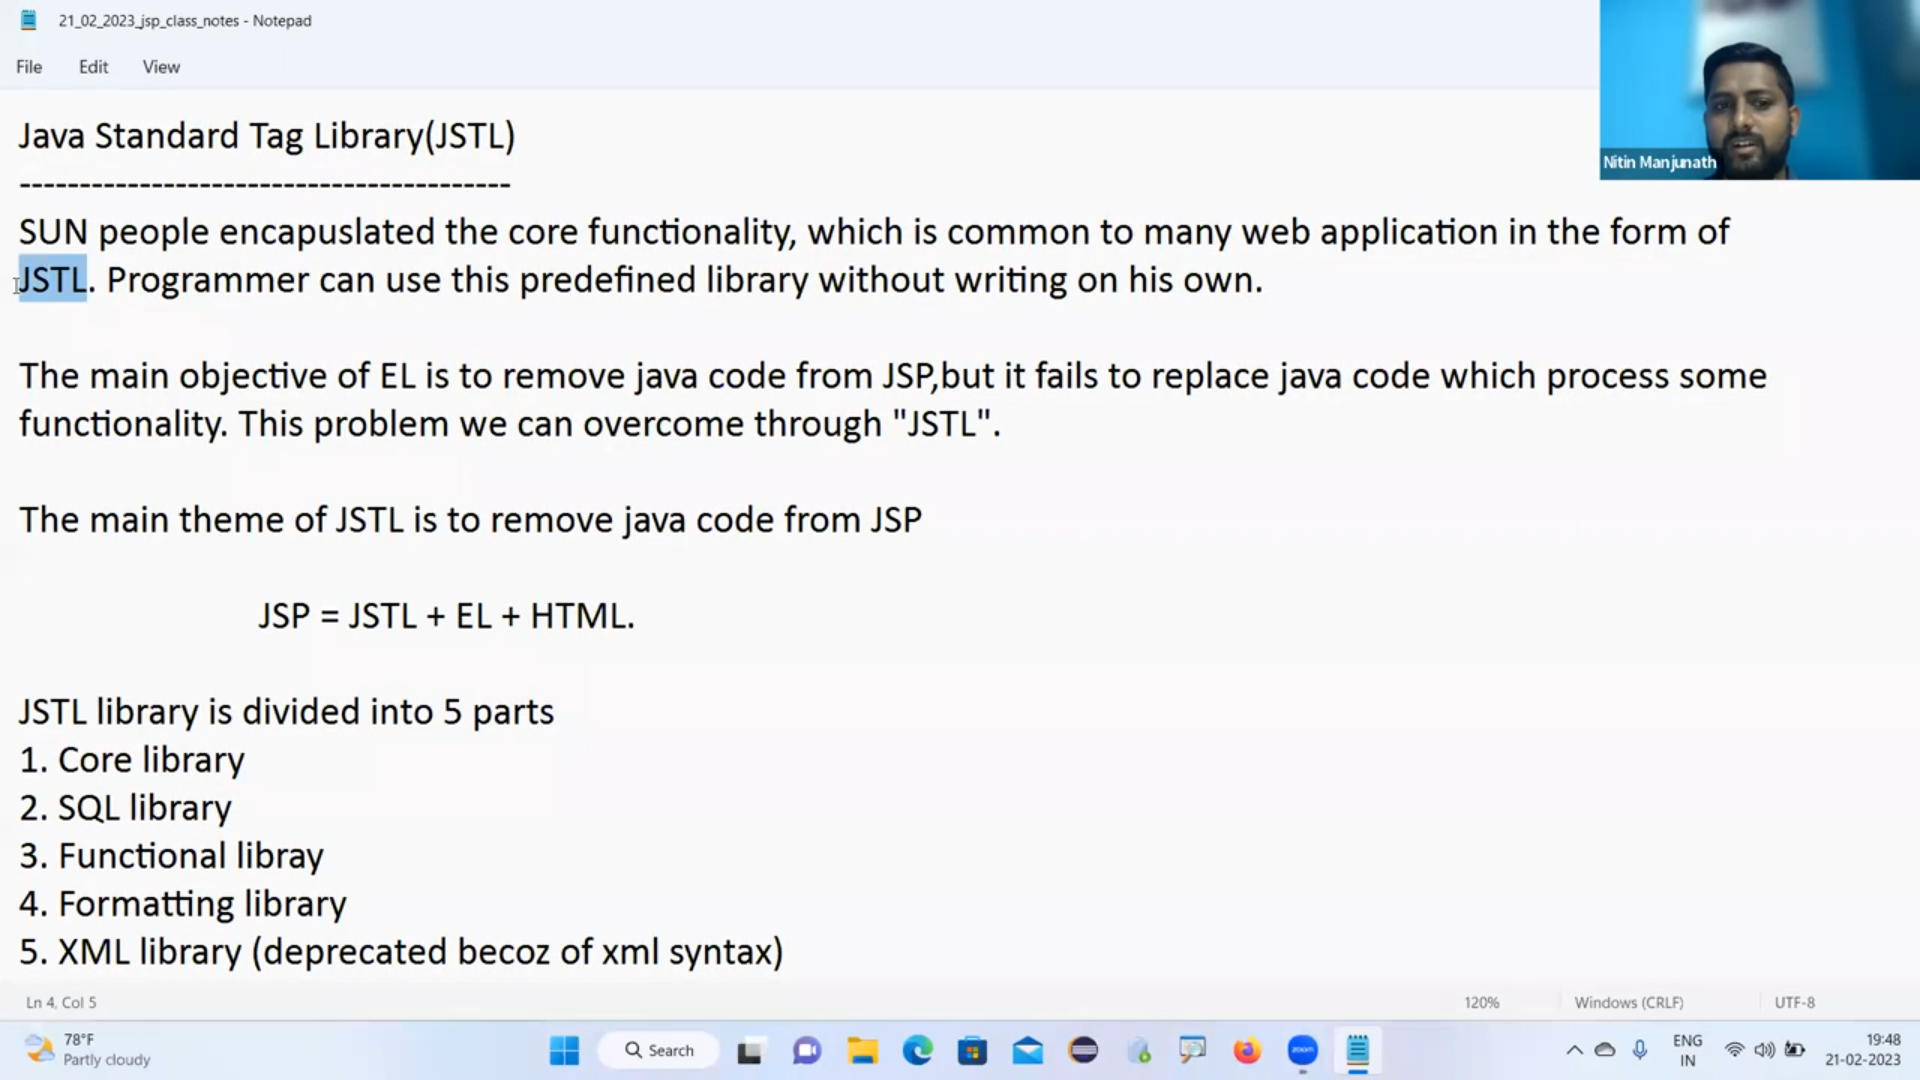 21_02_2023_jsp_class_notes - Notepad
File Edit View
Nitin Manjunath
Java Standard Tag Library(JSTL)
-----------------------------------------
SUN people encapuslated the core functionality, which is common to many web application in the form of
JSTL. Programmer can use this predefined library without writing on his own.
The main objective of EL is to remove java code from JSP,but it fails to replace java code which process some
functionality. This problem we can overcome through "JSTL".
The main theme of JSTL is to remove java code from JSP
JSP = JSTL + EL + HTML.
JSTL library is divided into 5 parts
1. Core library
2. SQL library
3. Functional libray
4. Formatting library
5. XML library (deprecated becoz of xml syntax)
Ln 4, Col 5 120% Windows (CRLF) UTF-8
78°F
Partly cloudy
Search
zoom
ENG
IN
19:48
21-02-2023